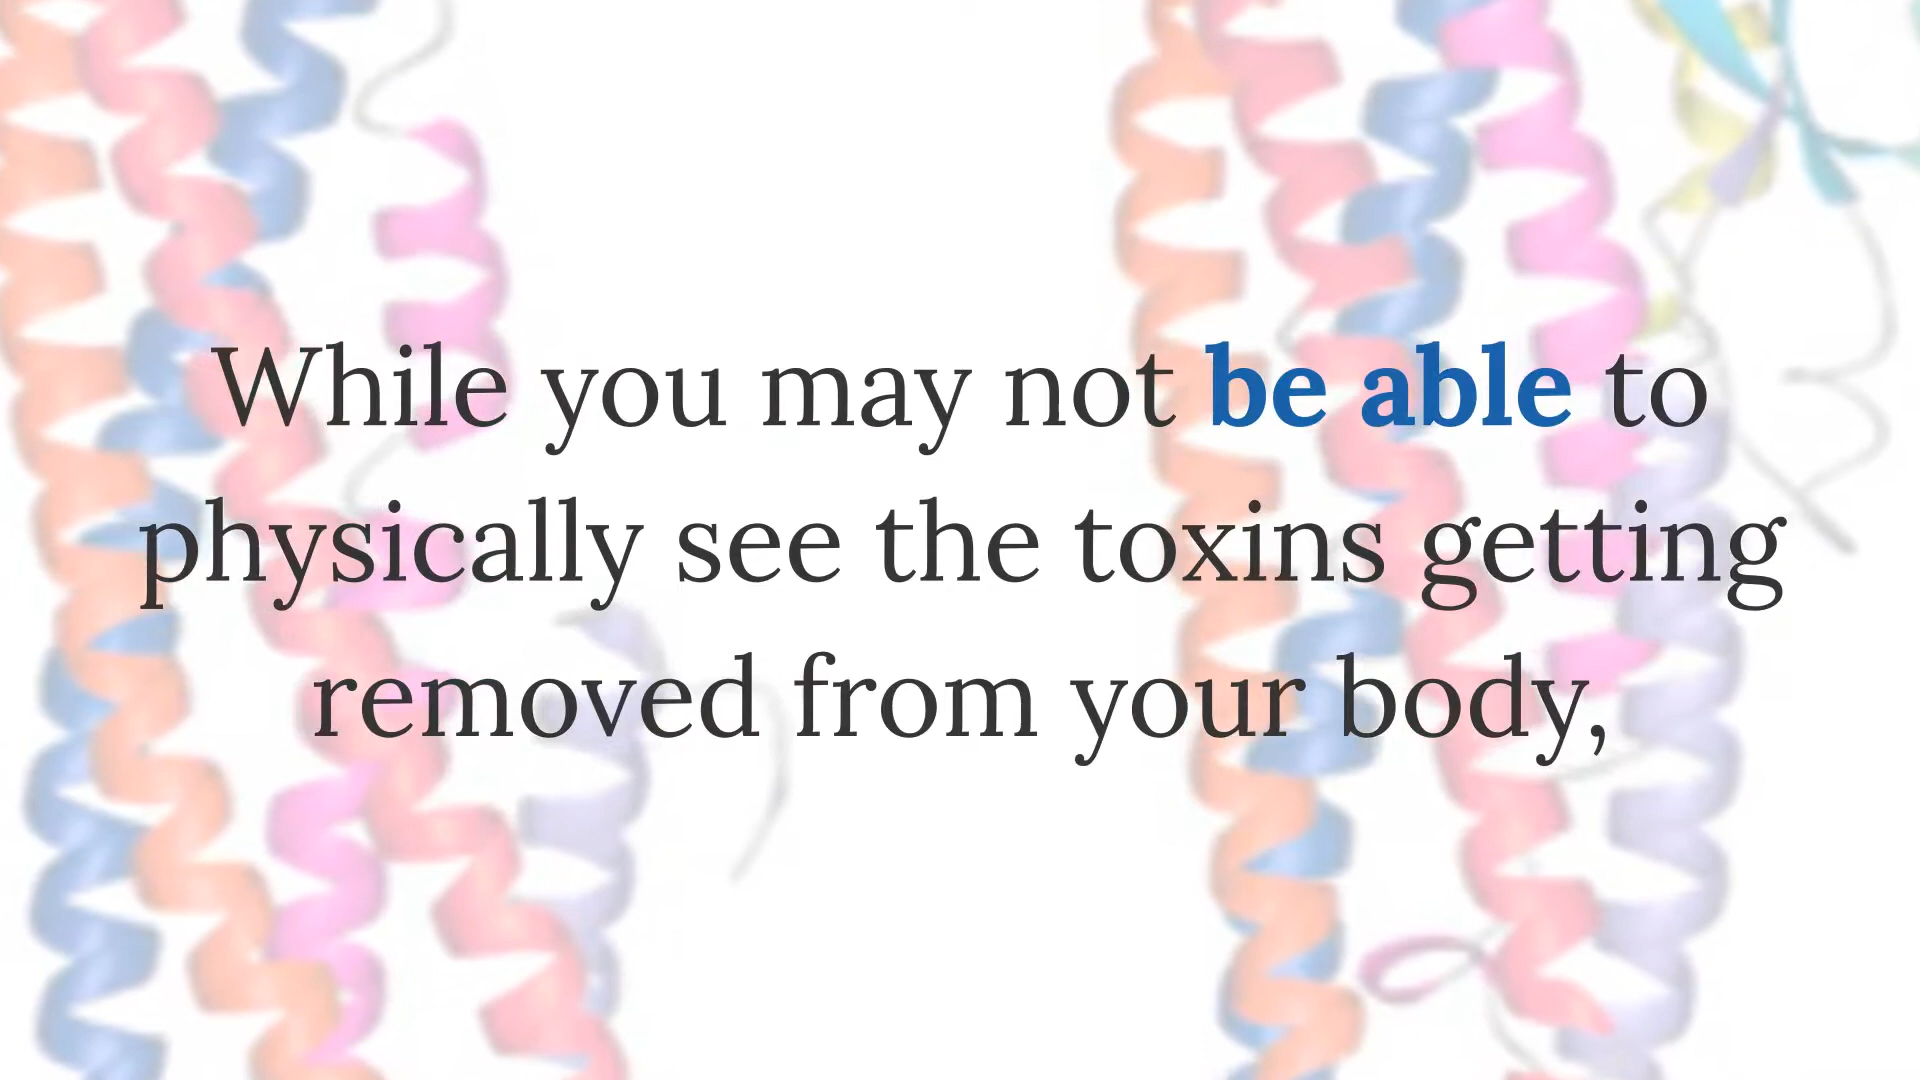 While you may not be able to
physically see the toxins getting
removed from your body,